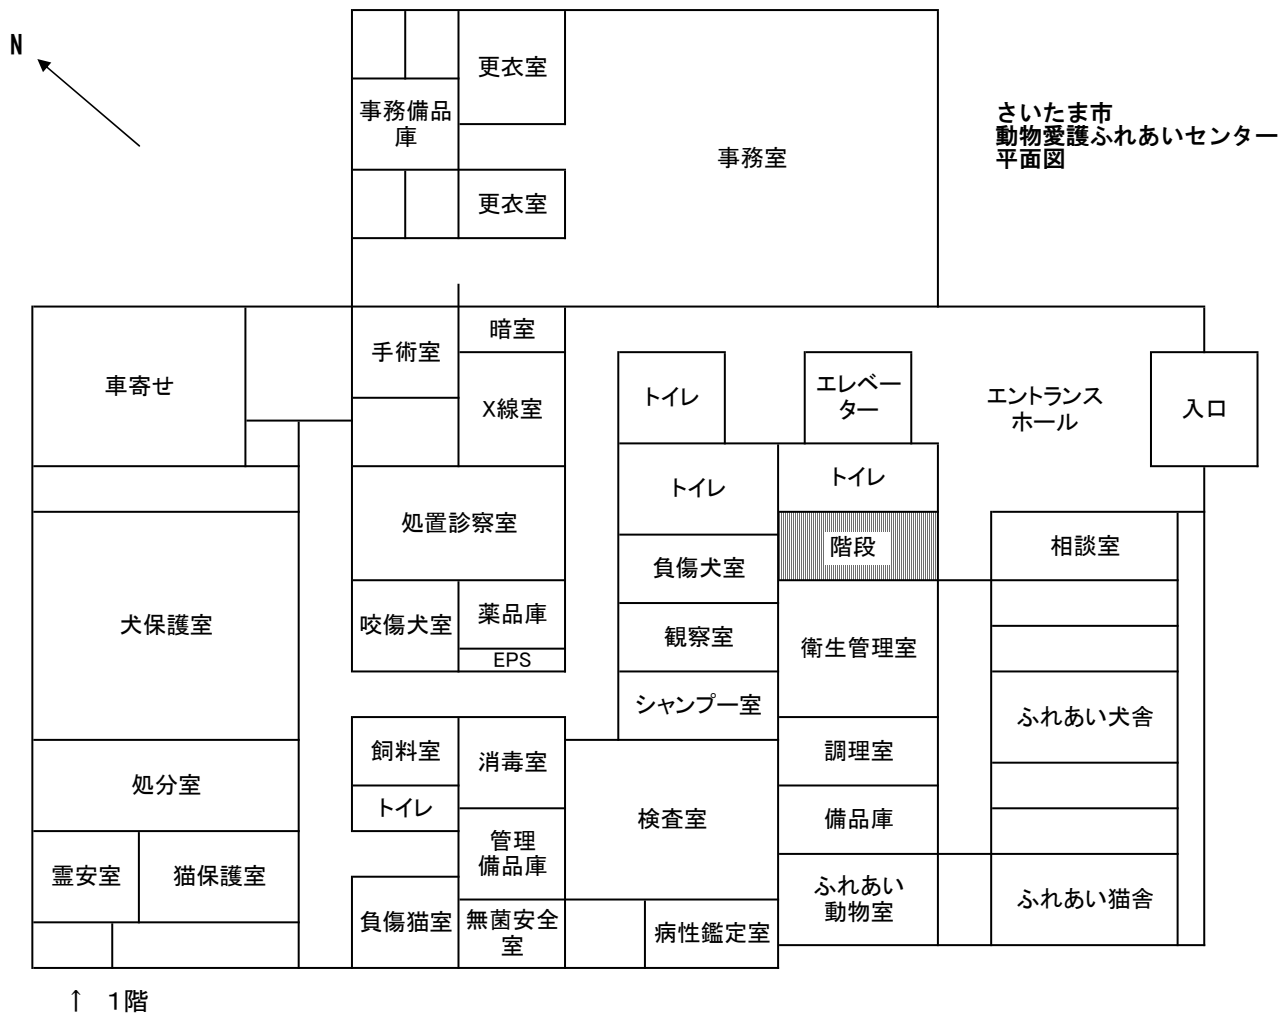 N
さいたま市
動物愛護ふれあいセンター
平面図
更衣室
事務備品
庫
事務室
更衣室
車寄せ
手術室
暗室
X線室
トイレ
エレベー
ター
エントランス
ホール
入口
処置診察室
トイレ
トイレ
階段
相談室
犬保護室
咬傷犬室
薬品庫
EPS
負傷犬室
観察室
シャンプー室
衛生管理室
ふれあい犬舎
処分室
飼料室
トイレ
消毒室
管理
備品庫
検査室
調理室
備品庫
霊安室
猫保護室
負傷猫室
無菌安全
室
病性鑑定室
ふれあい
動物室
ふれあい猫舎
↑　1階